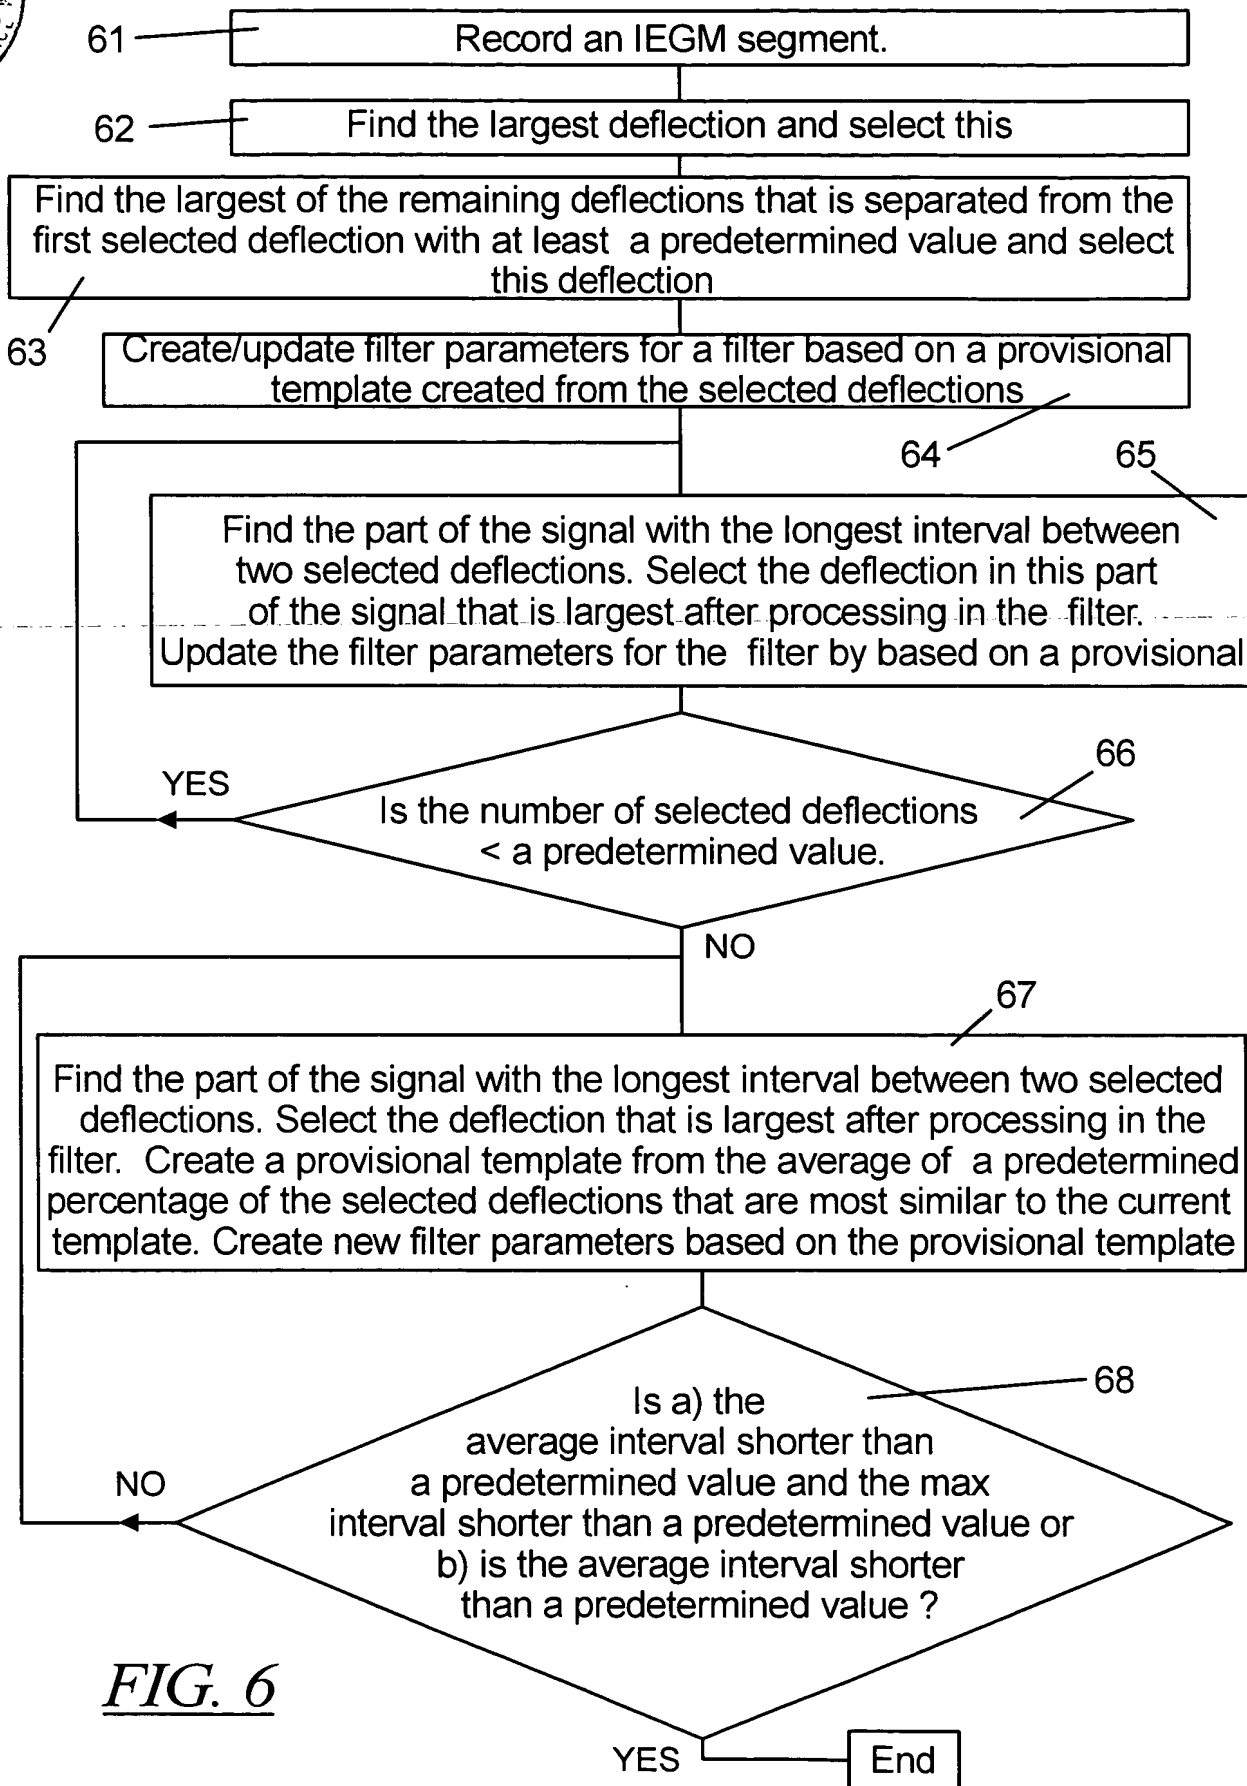 61
Record an IEGM segment.
62
Find the largest deflection and select this
Find the largest of the remaining deflections that is separated from the
first selected deflection with at least a predetermined value and select
this deflection
63
Create/update filter parameters for a filter based on a provisional
template created from the selected deflections
64
65
Find the part of the signal with the longest interval between
two selected deflections. Select the deflection in this part
of the signal that is largest after processing in the filter.
Update the filter parameters for the filter by based on a provisional
66
YES
Is the number of selected deflections
< a predetermined value.
NO
67
Find the part of the signal with the longest interval between two selected
deflections. Select the deflection that is largest after processing in the
filter. Create a provisional template from the average of a predetermined
percentage of the selected deflections that are most similar to the current
template. Create new filter parameters based on the provisional template
68
Is a) the
average interval shorter than
a predetermined value and the max
interval shorter than a predetermined value or
b) is the average interval shorter
than a predetermined value ?
NO
FIG. 6
YES
End